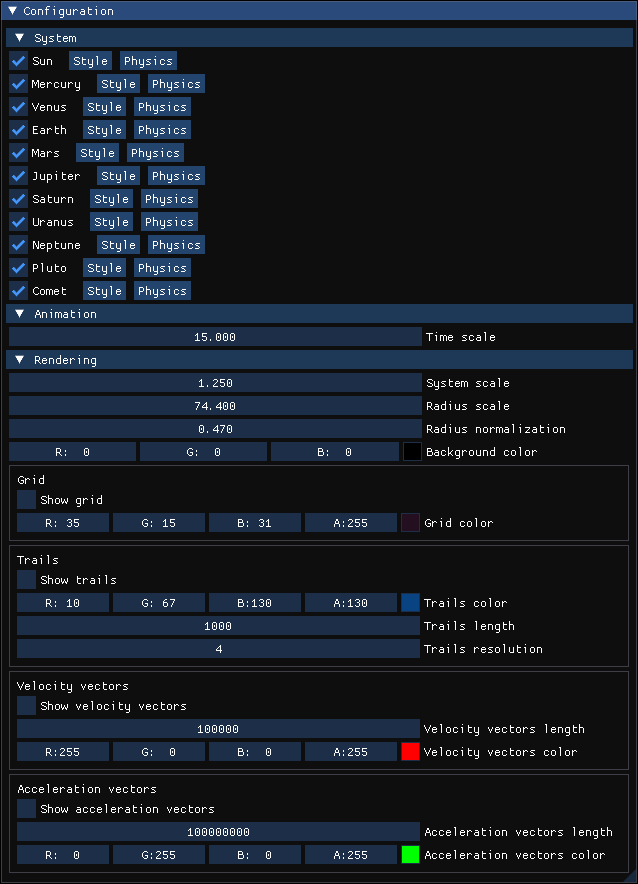 Configuration
System
Sun Style Physics
Mercury Style Physics
Venus Style Physics
Earth Style Physics
Mars Style Physics
Jupiter Style Physics
Saturn Style Physics
Uranus Style Physics
Neptune Style Physics
Pluto Style Physics
Comet Style Physics
Animation
15.000 Time scale
Rendering
1.250 System scale
74.400 Radius scale
0.470 Radius normalization
R: 0 G: 0 B: 0 Background color
Grid
Show grid
R: 35 G: 15 B: 31 A:255 Grid color
Trails
Show trails
R: 10 G: 67 B:130 A:130 Trails color
1000 Trails length
4 Trails resolution
Velocity vectors
Show velocity vectors
100000 Velocity vectors length
R:255 G: 0 B: 0 A:255 Velocity vectors color
Acceleration vectors
Show acceleration vectors
100000000 Acceleration vectors length
R: 0 G:255 B: 0 A:255 Acceleration vectors color